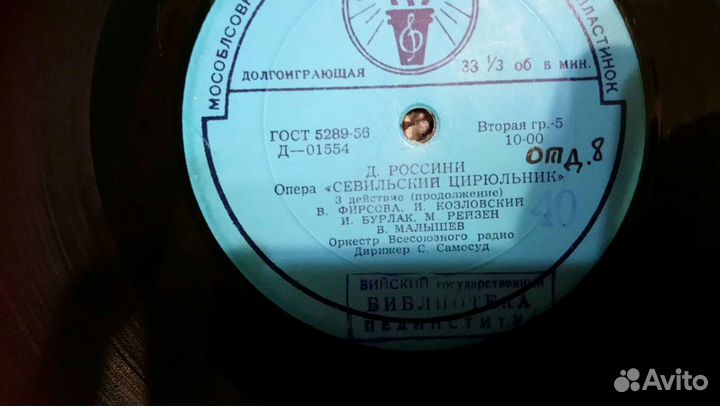 МОСОБЛСОВ
ПЛАСТИНОК
ДОЛГОИГРАЮЩАЯ 33 1/3 об в мин.
ГОСТ 5289-56 Вторая гр.-5
Д—01554 10-00
отд. 8
Д. РОССИНИ
Опера «СЕВИЛЬСКИЙ ЦИРЮЛЬНИК»
3 действие (продолжение)
В. ФИРСОВА, И. КОЗЛОВСКИЙ
И. БУРЛАК, М. РЕЙЗЕН
В. МАЛЫШЕВ
40
Оркестр Всесоюзного радио
Дирижер С. Самосуд
БИЙСКИЙ государственный
БИБЛИОТЕКА
ПЕДИНСТИТУТ
Avito